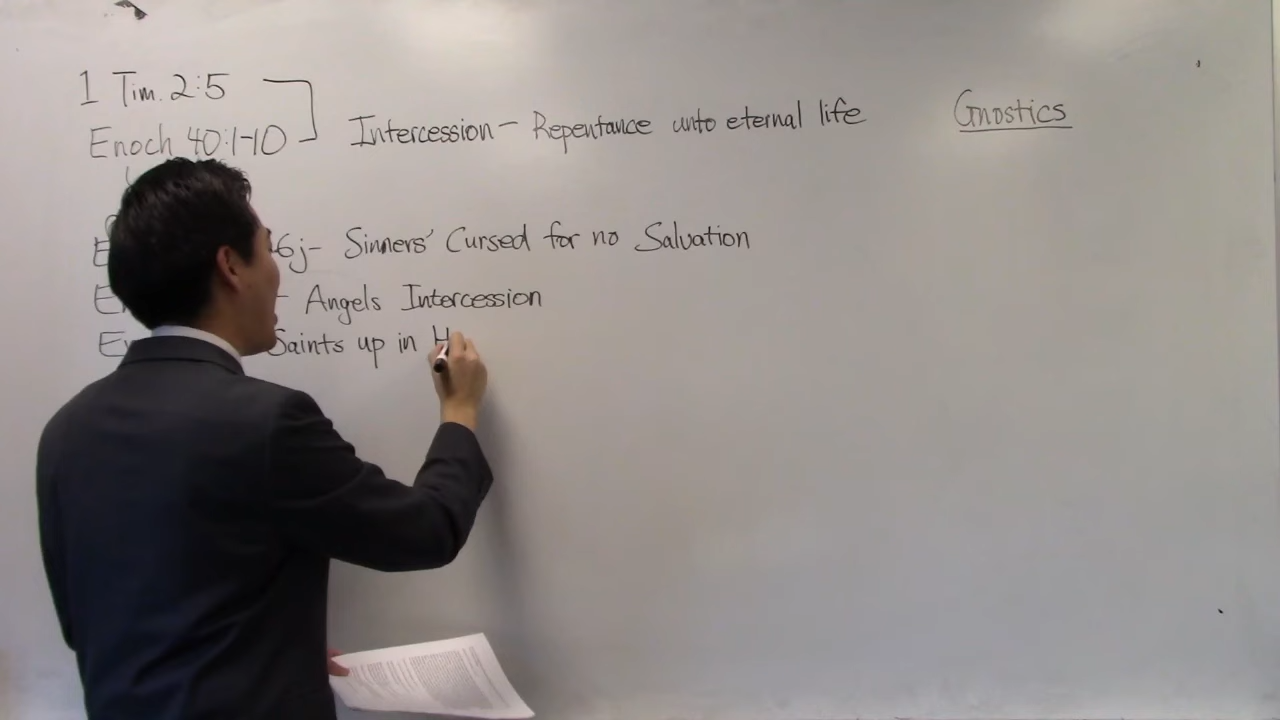 1 Tim. 2:5
Enoch 40:1-10
Intercession - Repentance unto eternal life
Gnostics
6j- Sinners' Cursed for no Salvation
- Angels Intercession
Saints up in H